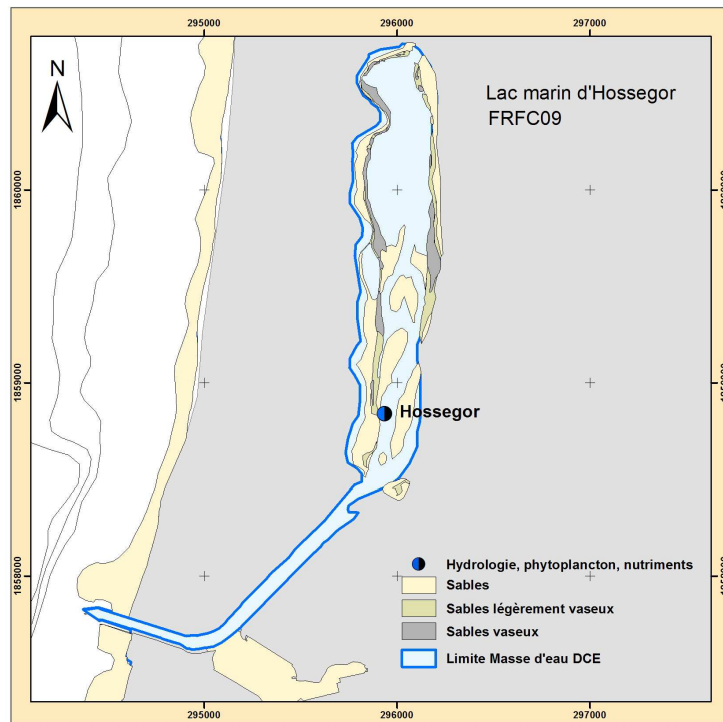 295000 296000 297000
N
Lac marin d'Hossegor
FRFC09
1860000
1859000
Hossegor
1858000
Hydrologie, phytoplancton, nutriments
Sables
Sables légèrement vaseux
Sables vaseux
Limite Masse d'eau DCE
295000 296000 297000